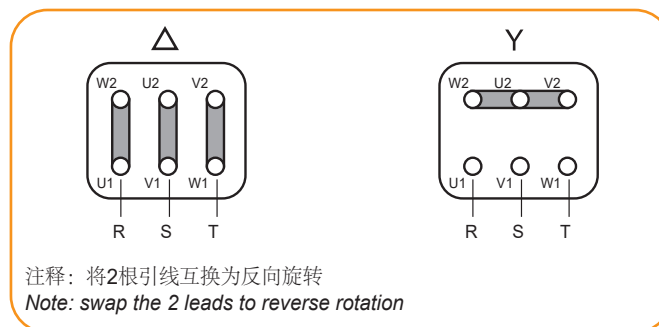 △ Y
W2 U2 V2 W2 U2 V2
U1 V1 W1 U1 V1 W1
R S T R S T
注释：将2根引线互换为反向旋转
Note: swap the 2 leads to reverse rotation